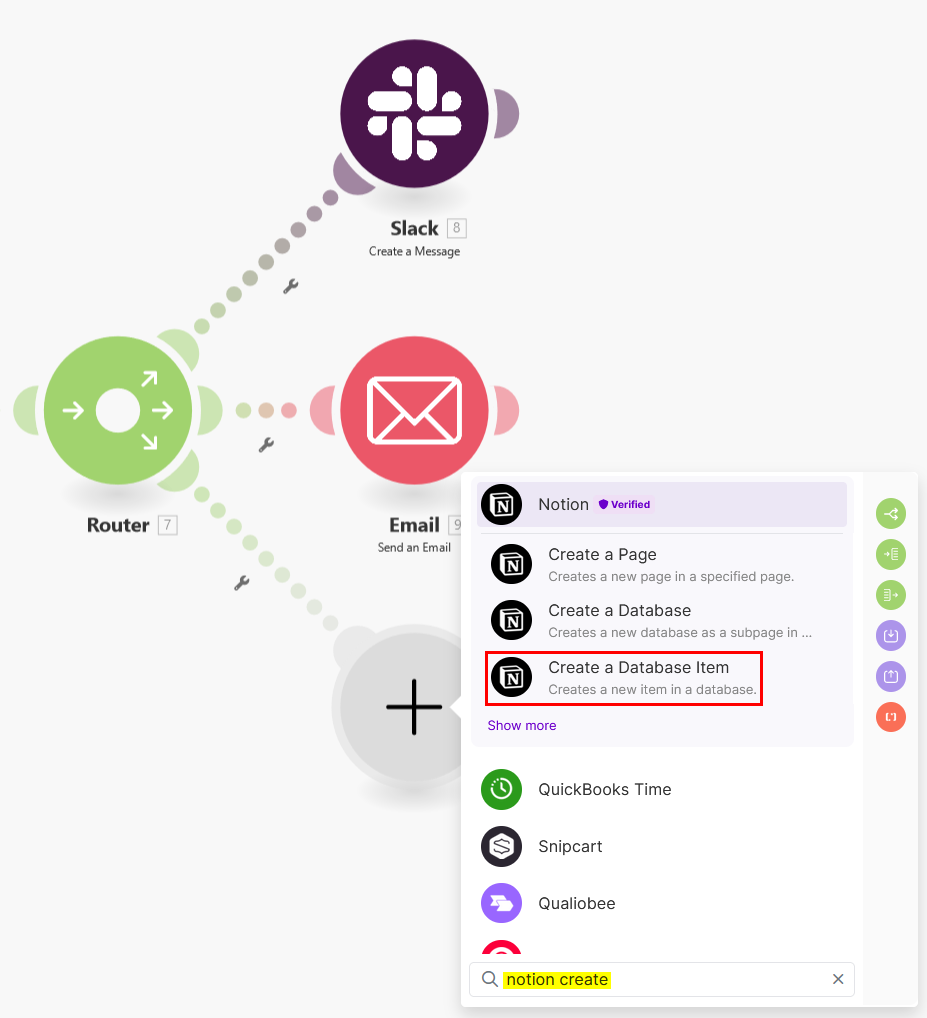 Slack 8
Create a Message
Router 7
Email 9
Send an Email
Notion Verified
Create a Page
Creates a new page in a specified page.
Create a Database
Creates a new database as a subpage in ...
Create a Database Item
Creates a new item in a database.
Show more
QuickBooks Time
Snipcart
Qualiobee
notion create